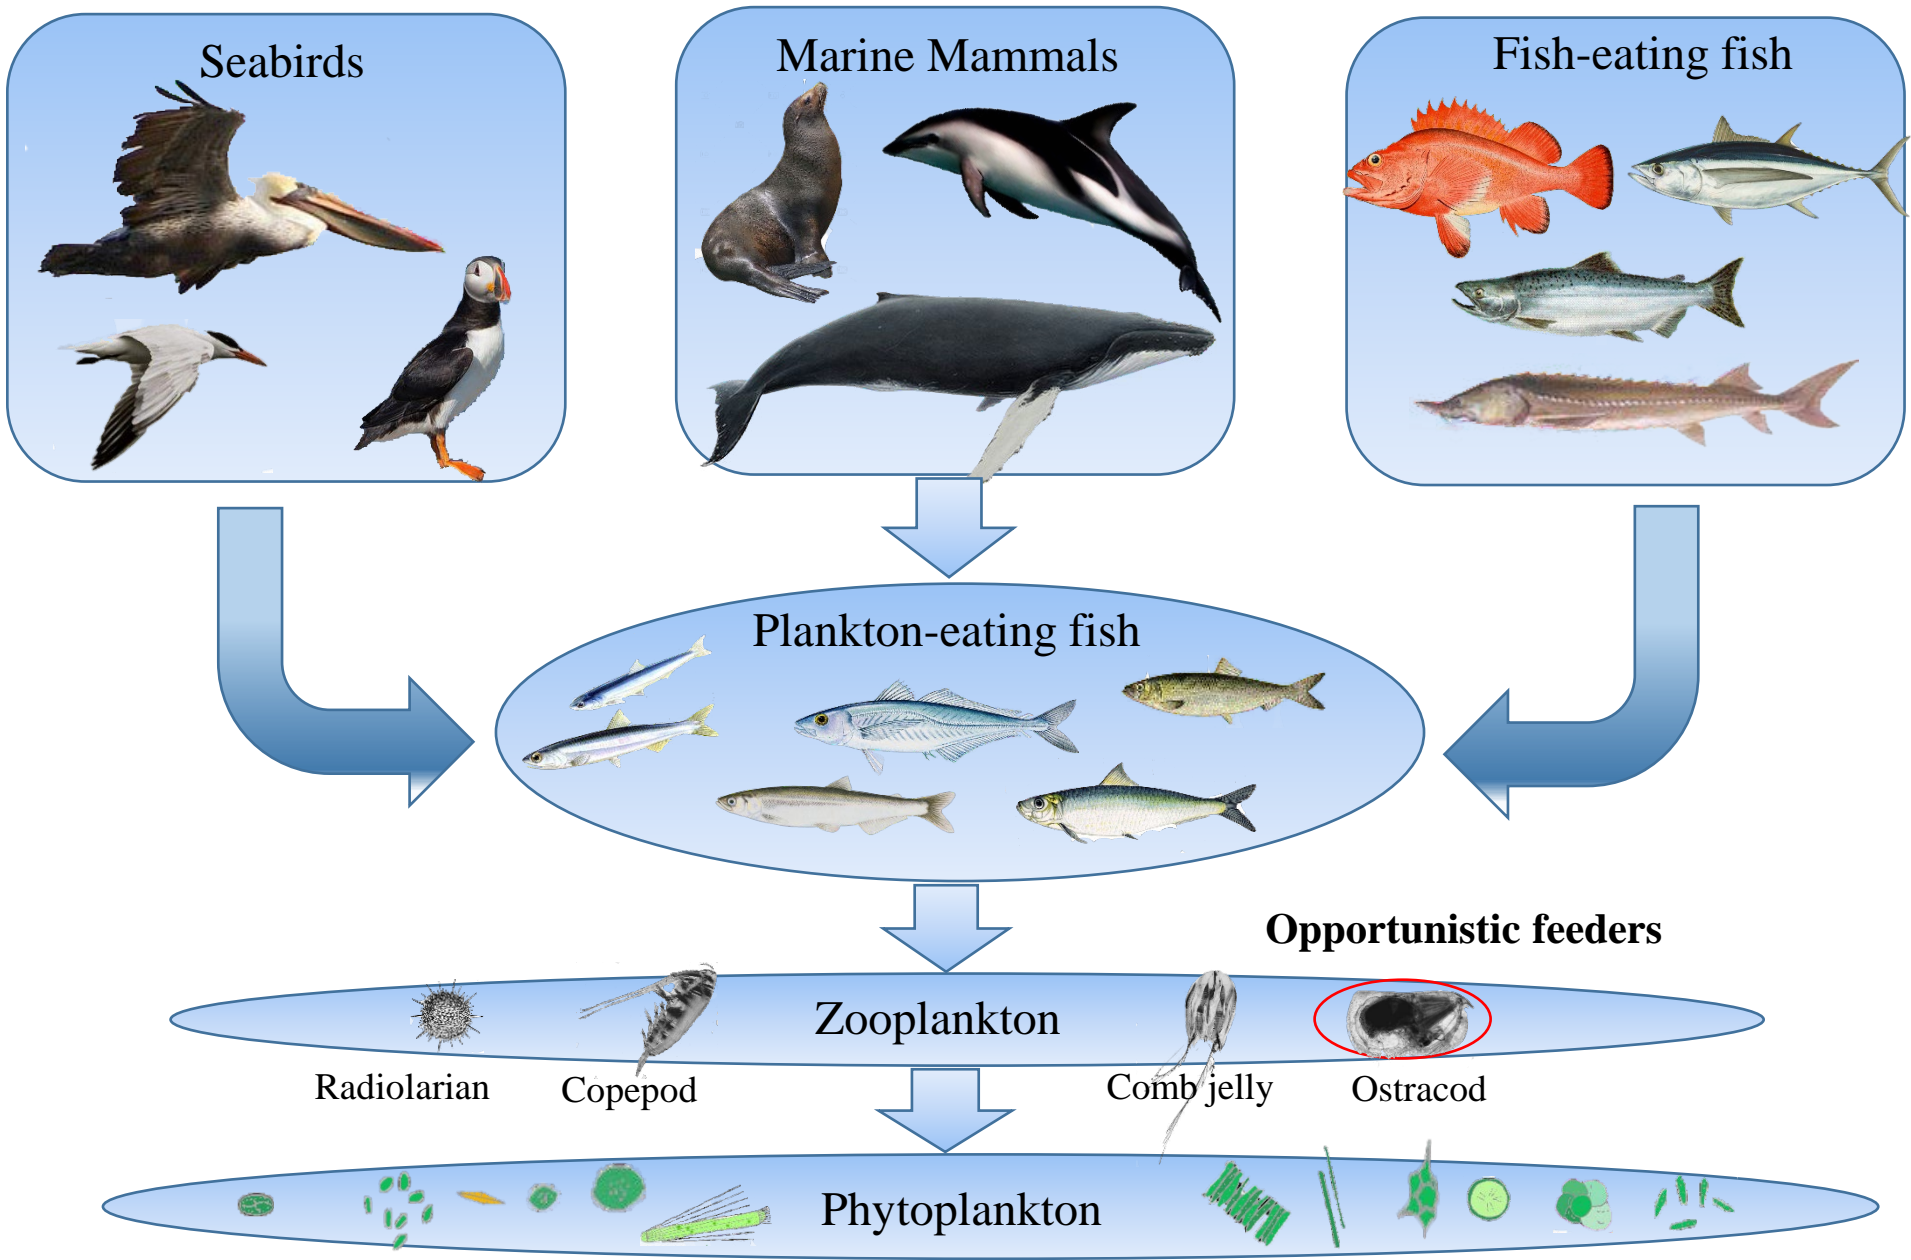 Seabirds
Marine Mammals
Fish-eating fish
Plankton-eating fish
Opportunistic feeders
Zooplankton
Radiolarian
Copepod
Comb jelly
Ostracod
Phytoplankton